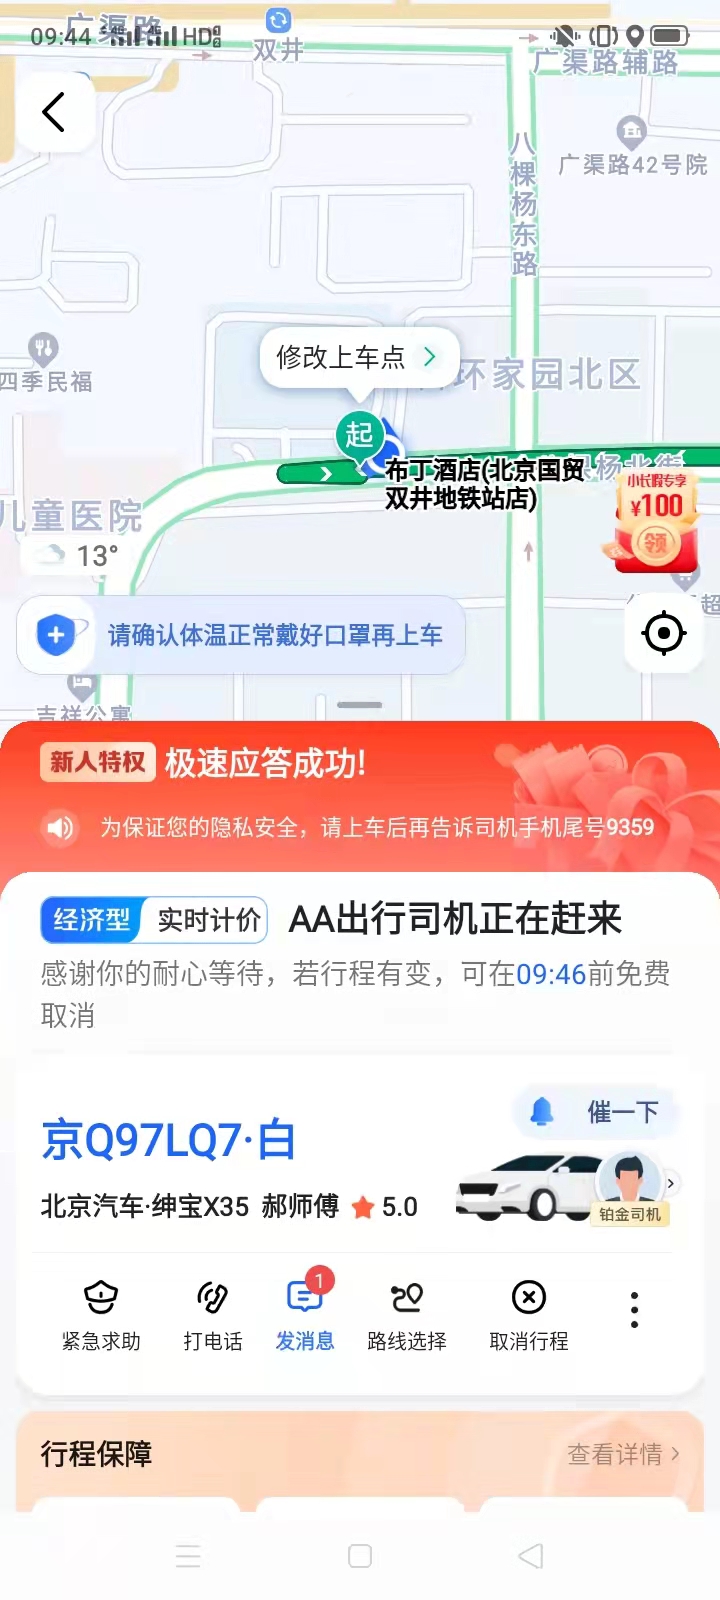 09:44
HD
广渠路
双井
广渠路辅路
八棵杨东路
广渠路42号院
四季民福
修改上车点
环家园北区
起
布丁酒店(北京国贸
双井地铁站店)
小长假专享
¥100
领
儿童医院
13°
请确认体温正常戴好口罩再上车
吉祥公寓
新人特权 极速应答成功!
为保证您的隐私安全，请上车后再告诉司机手机尾号9359
经济型 实时计价 AA出行司机正在赶来
感谢你的耐心等待，若行程有变，可在09:46前免费
取消
催一下
京Q97LQ7·白
北京汽车·绅宝X35 郝师傅 5.0
铂金司机
1
紧急求助 打电话 发消息 路线选择 取消行程
行程保障
查看详情